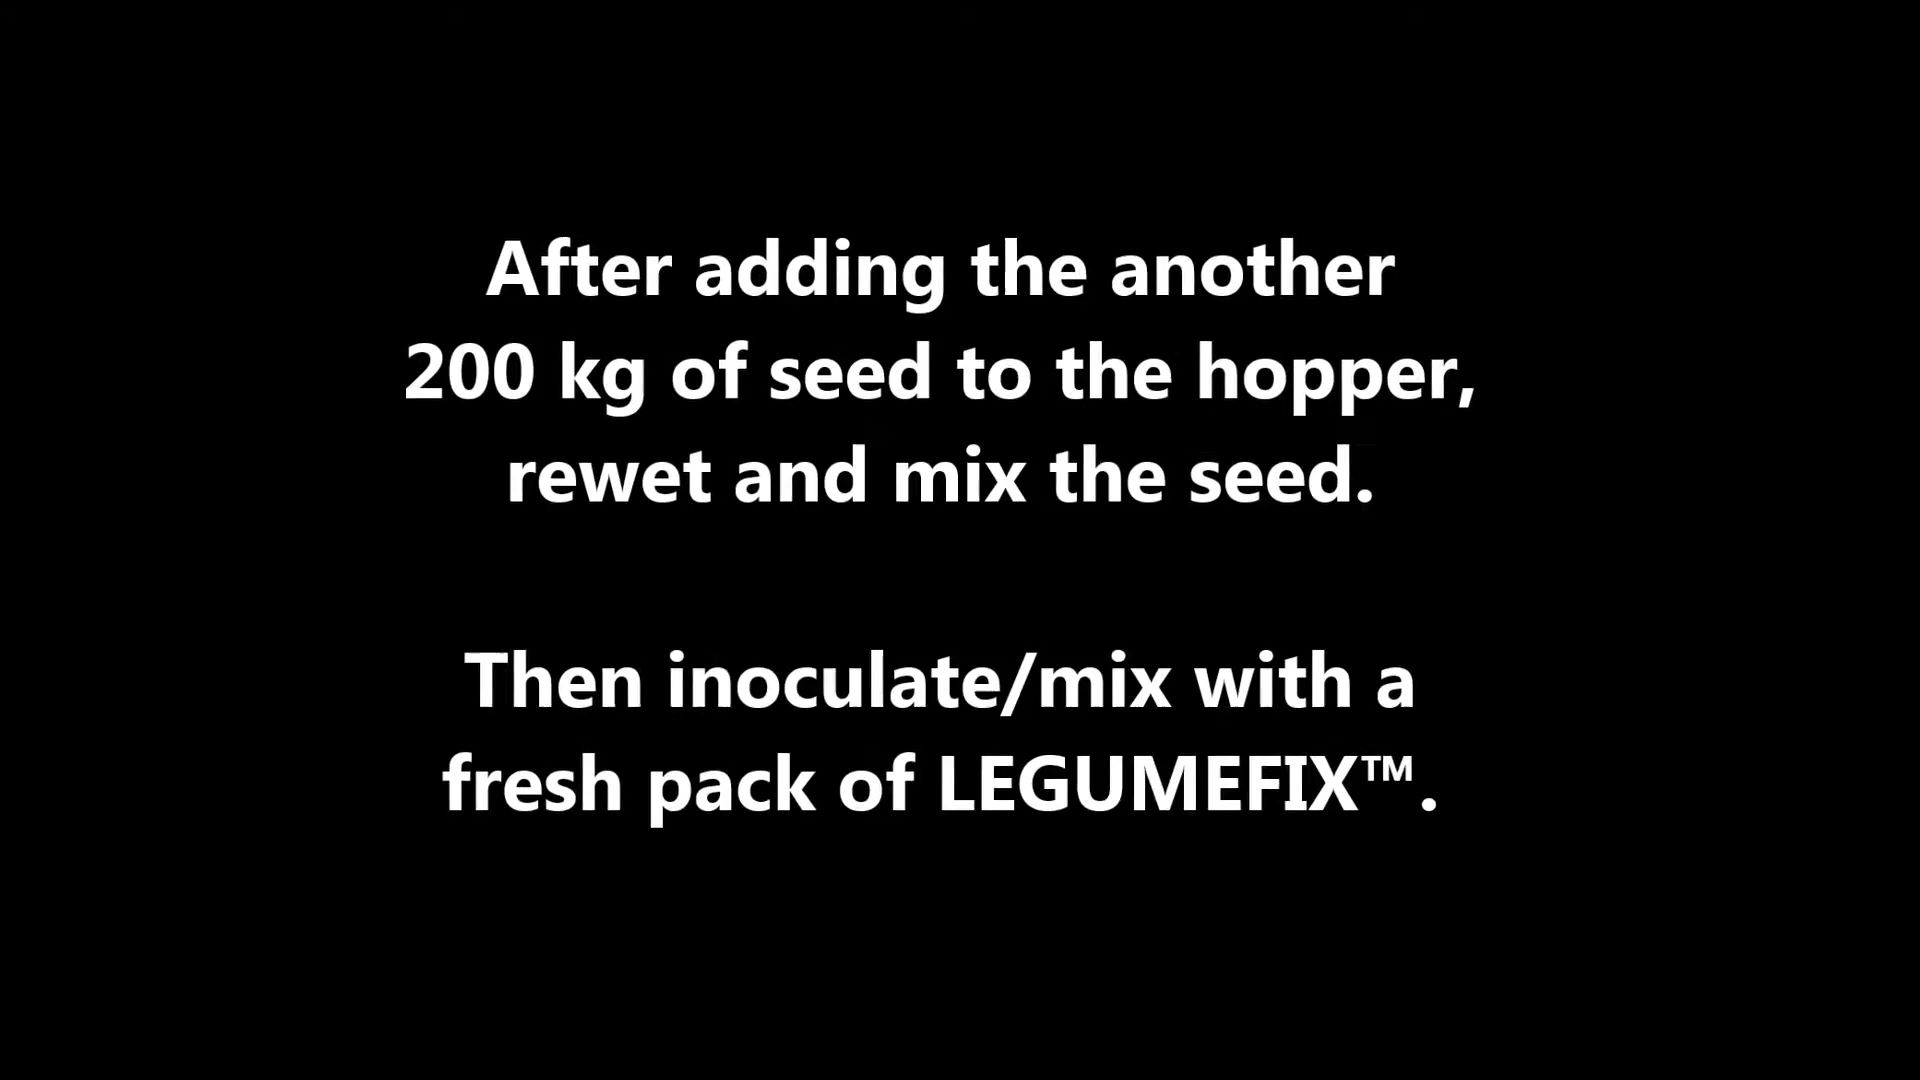 After adding the another
200 kg of seed to the hopper,
rewet and mix the seed.
Then inoculate/mix with a
fresh pack of LEGUMEFIX™.